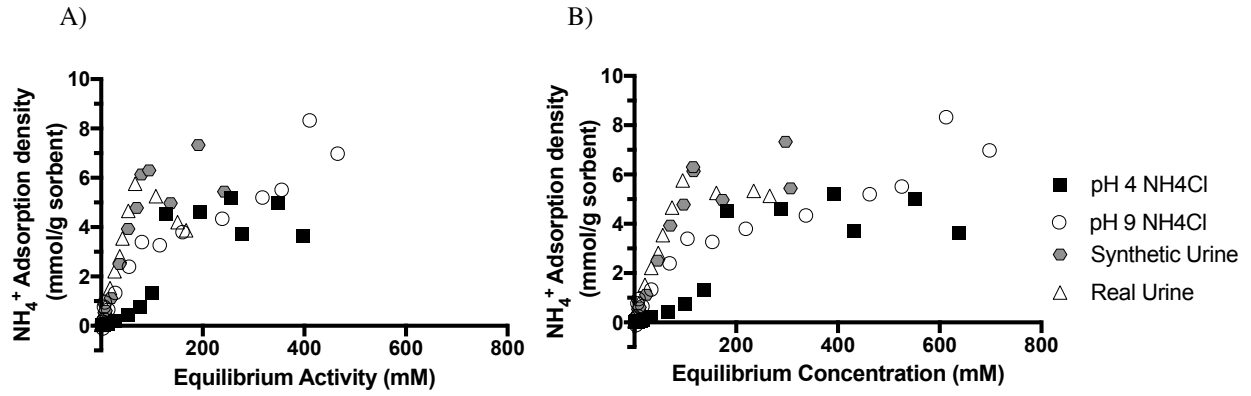 A)
B)
NH₄⁺ Adsorption density
(mmol/g sorbent)
10
8
6
4
2
0
200
400
600
800
Equilibrium Activity (mM)
NH₄⁺ Adsorption density
(mmol/g sorbent)
10
8
6
4
2
0
200
400
600
800
Equilibrium Concentration (mM)
pH 4 NH4Cl
pH 9 NH4Cl
Synthetic Urine
Real Urine